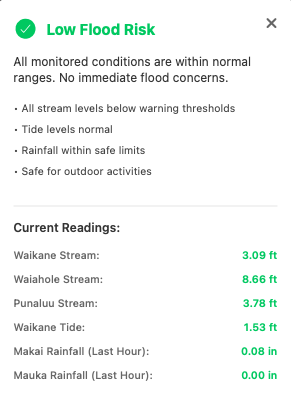 Low Flood Risk
All monitored conditions are within normal
ranges. No immediate flood concerns.
• All stream levels below warning thresholds
• Tide levels normal
• Rainfall within safe limits
• Safe for outdoor activities
Current Readings:
Waikane Stream: 3.09 ft
Waiahole Stream: 8.66 ft
Punaluu Stream: 3.78 ft
Waikane Tide: 1.53 ft
Makai Rainfall (Last Hour): 0.08 in
Mauka Rainfall (Last Hour): 0.00 in